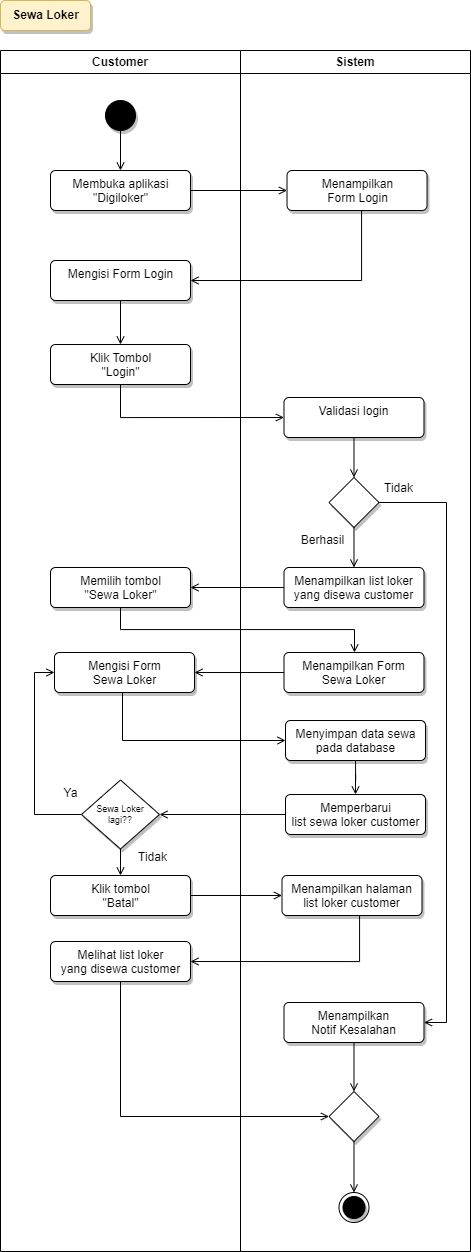 Sewa Loker
Customer
Sistem
Membuka aplikasi
"Digiloker"
Menampilkan
Form Login
Mengisi Form Login
Klik Tombol
"Login"
Validasi login
Tidak
Berhasil
Memilih tombol
"Sewa Loker"
Menampilkan list loker
yang disewa customer
Mengisi Form
Sewa Loker
Menampilkan Form
Sewa Loker
Menyimpan data sewa
pada database
Ya
Sewa Loker
lagi??
Memperbarui
list sewa loker customer
Tidak
Klik tombol
"Batal"
Menampilkan halaman
list loker customer
Melihat list loker
yang disewa customer
Menampilkan
Notif Kesalahan